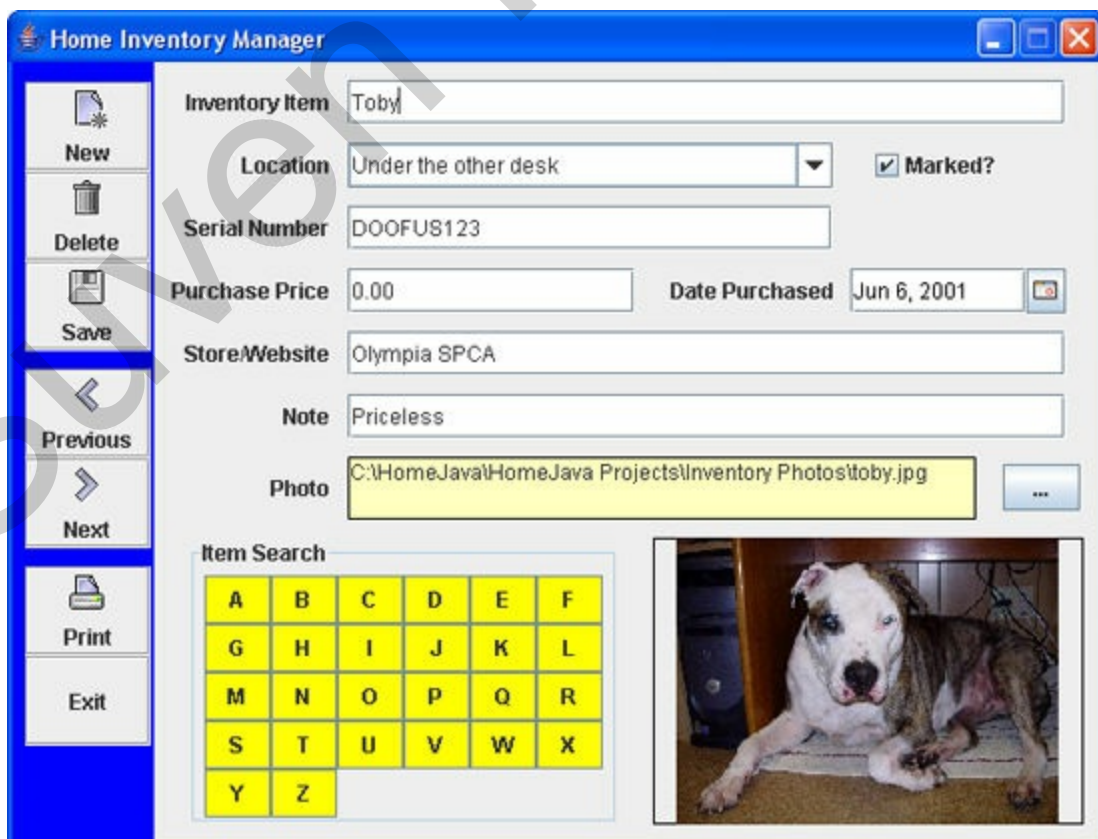 Home Inventory Manager
New
Delete
Save
Previous
Next
Print
Exit
Inventory Item Toby
Location Under the other desk Marked?
Serial Number DOOFUS123
Purchase Price 0.00 Date Purchased Jun 6, 2001
Store/Website Olympia SPCA
Note Priceless
Photo C:\HomeJava\HomeJava Projects\Inventory Photos\toby.jpg ...
Item Search
A B C D E F
G H I J K L
M N O P Q R
S T U V W X
Y Z